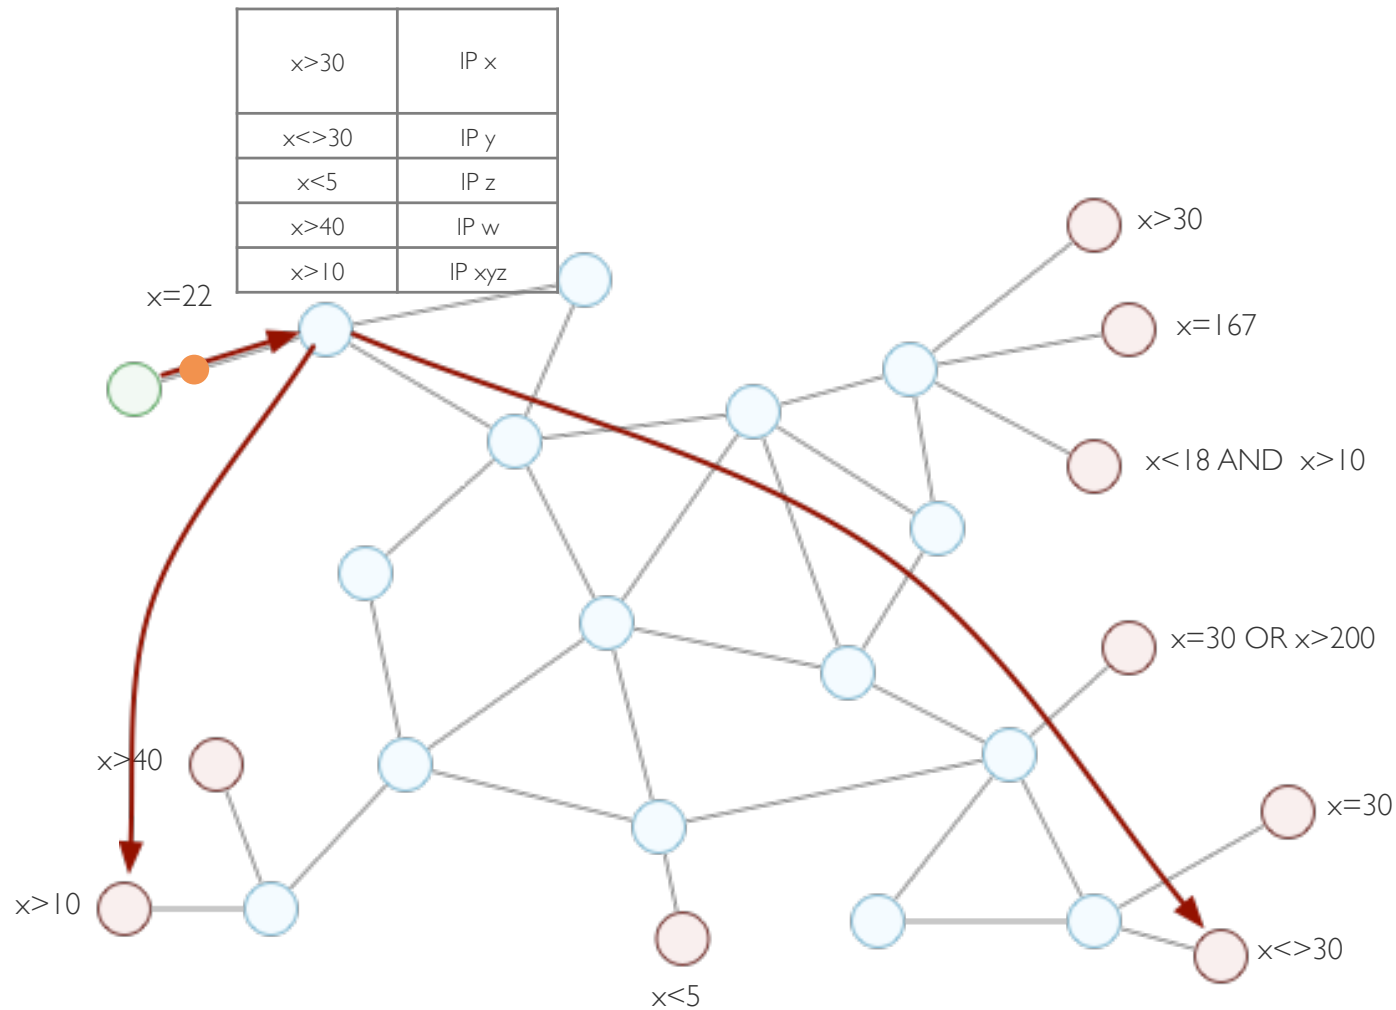 x>30 IP x
x<>30 IP y
x<5 IP z
x>40 IP w
x>10 IP xyz
x=22
x>30
x=167
x<18 AND x>10
x=30 OR x>200
x>40
x=30
x>10
x<>30
x<5